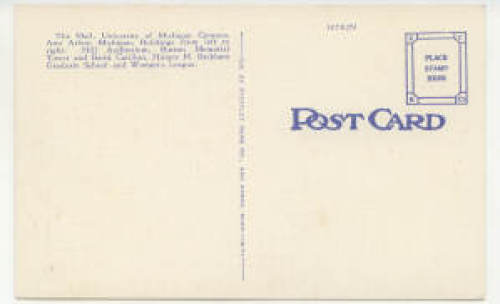 The Mall, University of Michigan Campus,
Ann Arbor, Michigan. Buildings from left to
right: Hill Auditorium, Burton Memorial
Tower and Baird Carillon, Horace H. Rackham
Graduate School and Women's League.
PLACE
STAMP
HERE
POST CARD